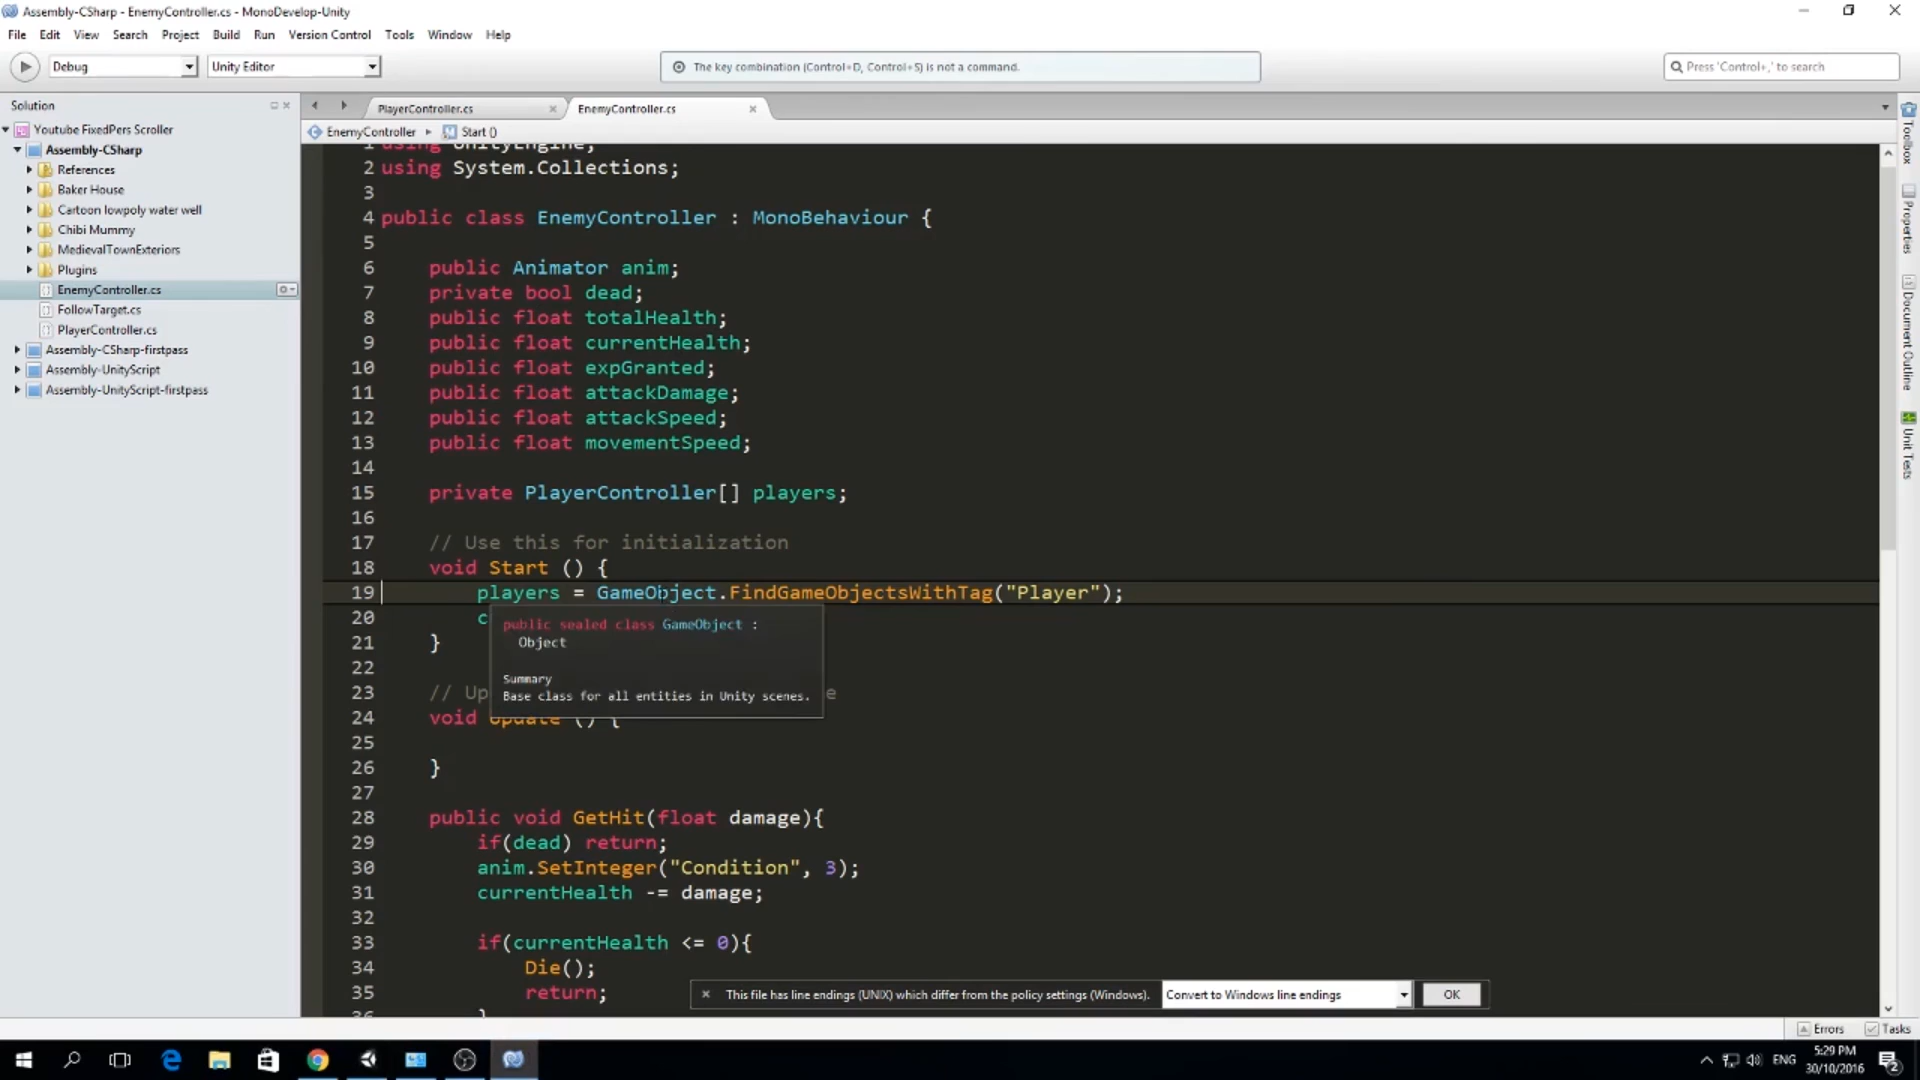 Assembly-CSharp - EnemyController.cs - MonoDevelop-Unity
File Edit View Search Project Build Run Version Control Tools Window Help
Debug Unity Editor The key combination (Control+D, Control+S) is not a command. Press 'Control+,' to search
Solution
Youtube FixedPers Scroller
Assembly-CSharp
References
Baker House
Cartoon lowpoly water well
Chibi Mummy
MedievalTownExteriors
Plugins
EnemyController.cs
FollowTarget.cs
PlayerController.cs
Assembly-CSharp-firstpass
Assembly-UnityScript
Assembly-UnityScript-firstpass
PlayerController.cs EnemyController.cs
EnemyController Start ()
1 using UnityEngine;
2 using System.Collections;
3
4 public class EnemyController : MonoBehaviour {
5
6 public Animator anim;
7 private bool dead;
8 public float totalHealth;
9 public float currentHealth;
10 public float expGranted;
11 public float attackDamage;
12 public float attackSpeed;
13 public float movementSpeed;
14
15 private PlayerController[] players;
16
17 // Use this for initialization
18 void Start () {
19 players = GameObject.FindGameObjectsWithTag("Player");
20 c
21 }
22
23 // Up e
24 void Update () {
25
26 }
27
28 public void GetHit(float damage){
29 if(dead) return;
30 anim.SetInteger("Condition", 3);
31 currentHealth -= damage;
32
33 if(currentHealth <= 0){
34 Die();
35 return;
36 }
public sealed class GameObject :
Object
Summary
Base class for all entities in Unity scenes.
This file has line endings (UNIX) which differ from the policy settings (Windows). Convert to Windows line endings OK
Toolbox
Properties
Document Outline
Unit Tests
Errors Tasks
ENG
5:29 PM
30/10/2016
2